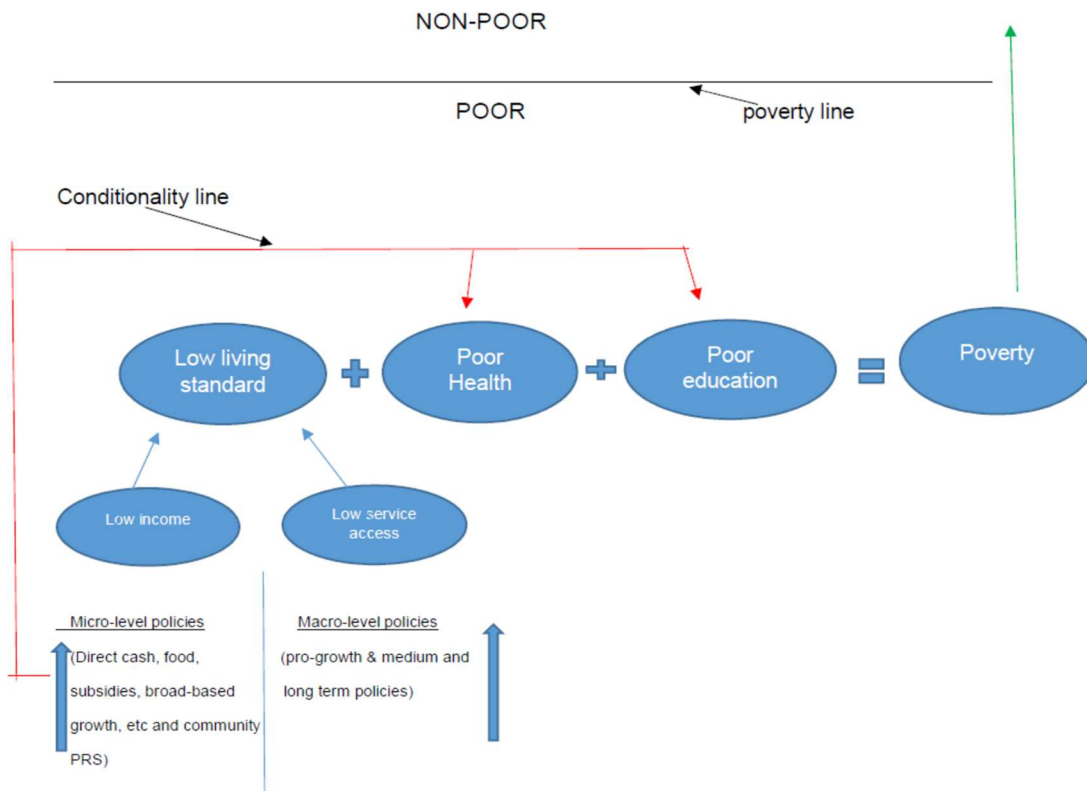 NON-POOR
POOR
poverty line
Conditionality line
Low living
standard
Poor
Health
Poor
education
Poverty
Low income
Low service
access
Micro-level policies
(Direct cash, food,
subsidies, broad-based
growth, etc and community
PRS)
Macro-level policies
(pro-growth & medium and
long term policies)